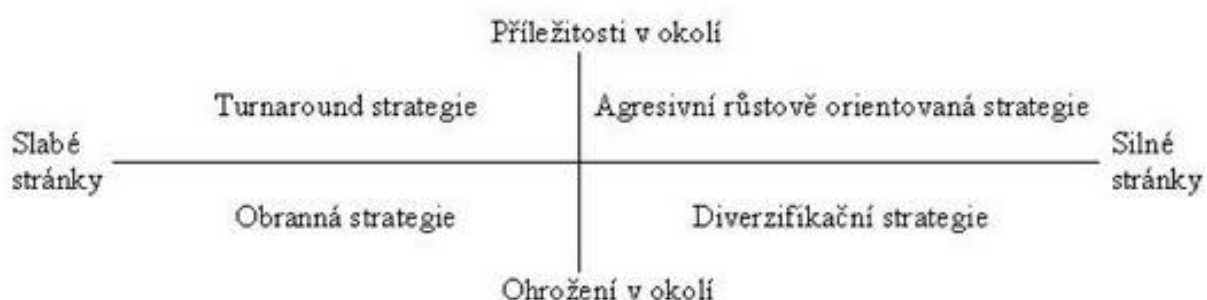 Příležitosti v okolí
Turnaround strategie
Agresivní růstově orientovaná strategie
Slabé
stránky
Silné
stránky
Obranná strategie
Diverzifikační strategie
Ohrožení v okolí